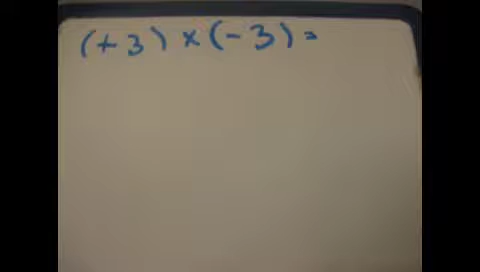 (+3) × (-3) =